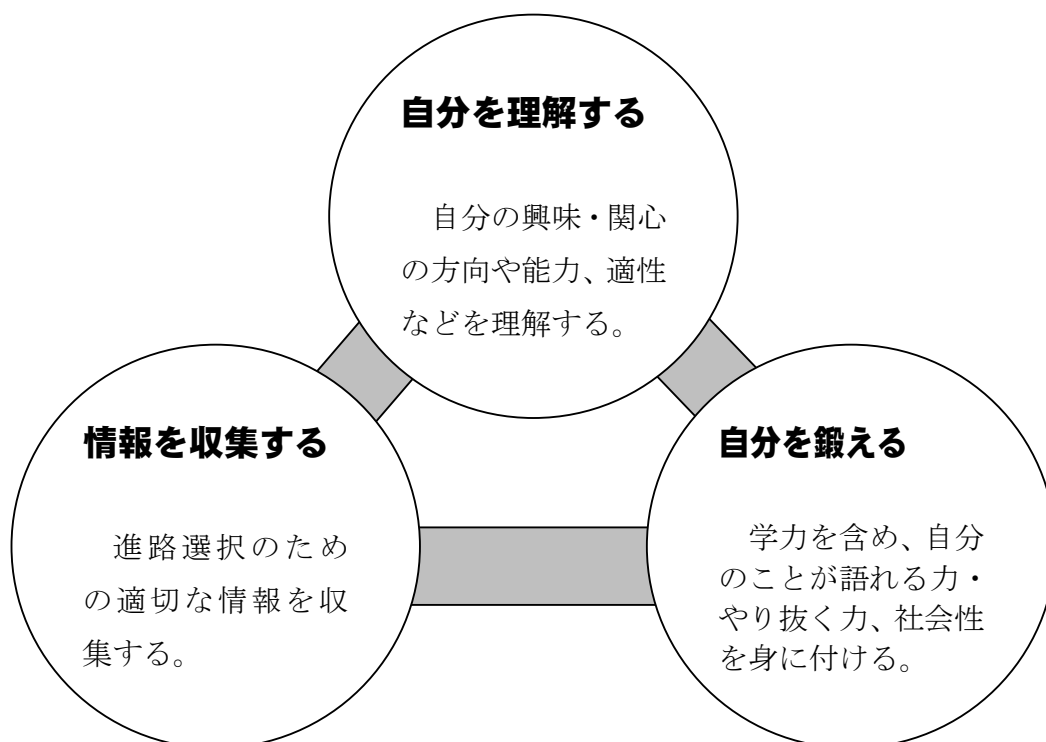 自分を理解する
自分の興味・関心
の方向や能力、適性
などを理解する。
情報を収集する
進路選択のため
の適切な情報を収
集する。
自分を鍛える
学力を含め、自分
のことが語れる力・
やり抜く力、社会性
を身に付ける。